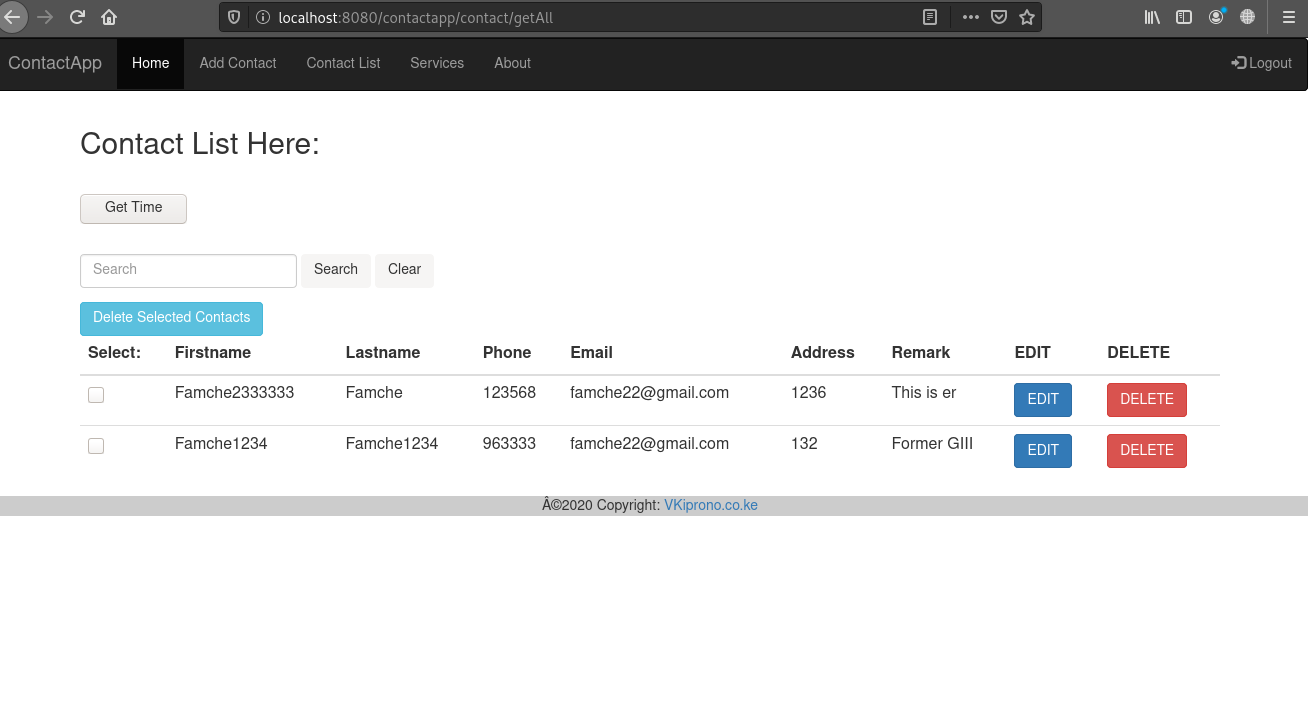 localhost:8080/contactapp/contact/getAll
ContactApp Home Add Contact Contact List Services About Logout
Contact List Here:
Get Time
Search Search Clear
Delete Selected Contacts
Select: Firstname Lastname Phone Email Address Remark EDIT DELETE
Famche2333333 Famche 123568 famche22@gmail.com 1236 This is er EDIT DELETE
Famche1234 Famche1234 963333 famche22@gmail.com 132 Former GIII EDIT DELETE
Â©2020 Copyright: VKiprono.co.ke